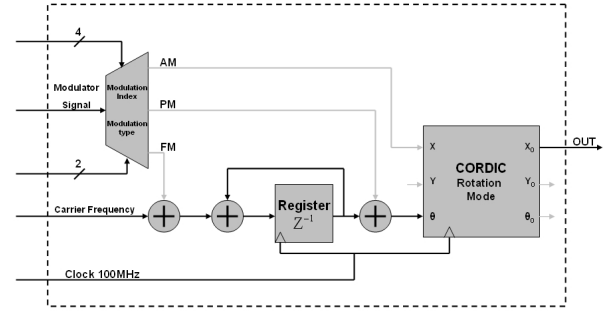 4
AM
Modulator
Signal
Modulation
Index
PM
Modulation
type
FM
2
X
CORDIC
Rotation
Mode
X₀
OUT
Y
Y₀
θ
θ₀
Carrier Frequency
Register
Z⁻¹
Clock 100MHz